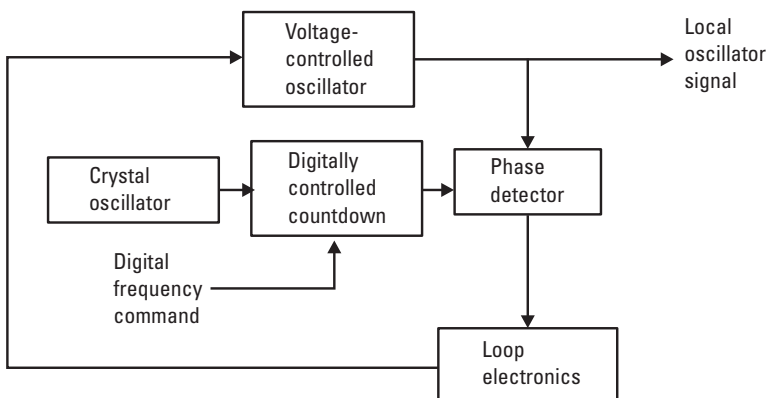 Voltage-
controlled
oscillator
Local
oscillator
signal
Crystal
oscillator
Digitally
controlled
countdown
Phase
detector
Digital
frequency
command
Loop
electronics